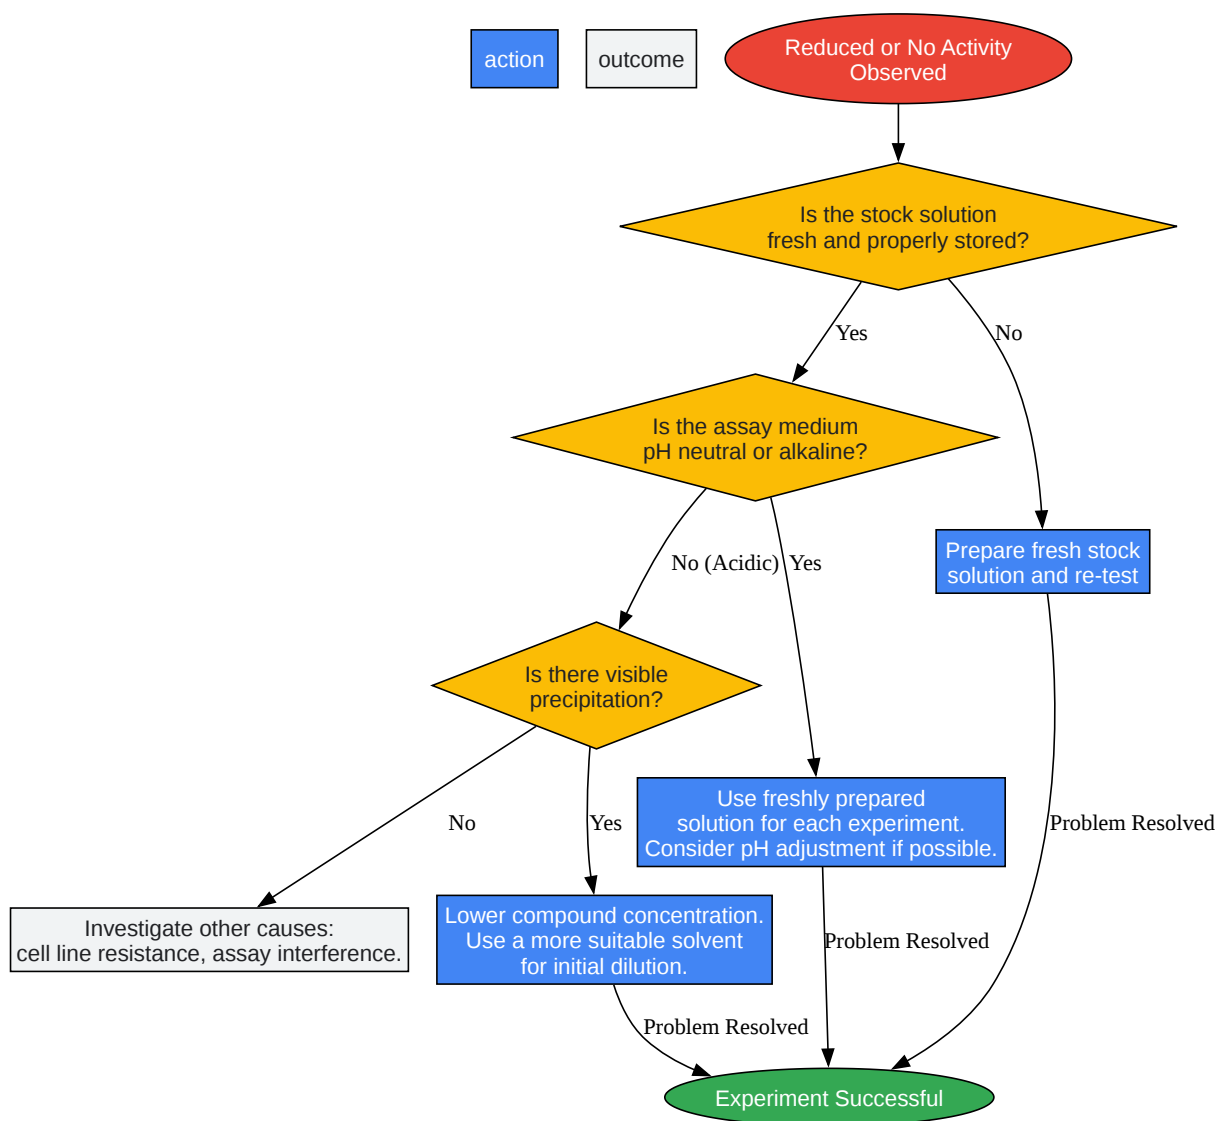 action
outcome
Reduced or No Activity
Observed
Is the stock solution
fresh and properly stored?
Yes
No
Is the assay medium
pH neutral or alkaline?
Prepare fresh stock
solution and re-test
No (Acidic)
Yes
Is there visible
precipitation?
Use freshly prepared
solution for each experiment.
Consider pH adjustment if possible.
No
Yes
Problem Resolved
Investigate other causes:
cell line resistance, assay interference.
Lower compound concentration.
Use a more suitable solvent
for initial dilution.
Problem Resolved
Problem Resolved
Experiment Successful